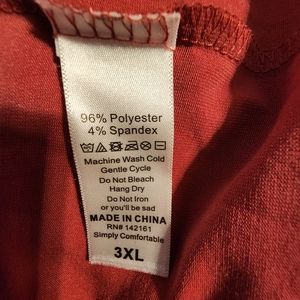 96% Polyester
4% Spandex
Machine Wash Cold
Gentle Cycle
Do Not Bleach
Hang Dry
Do Not Iron
or you'll be sad
MADE IN CHINA
RN# 142161
Simply Comfortable
3XL